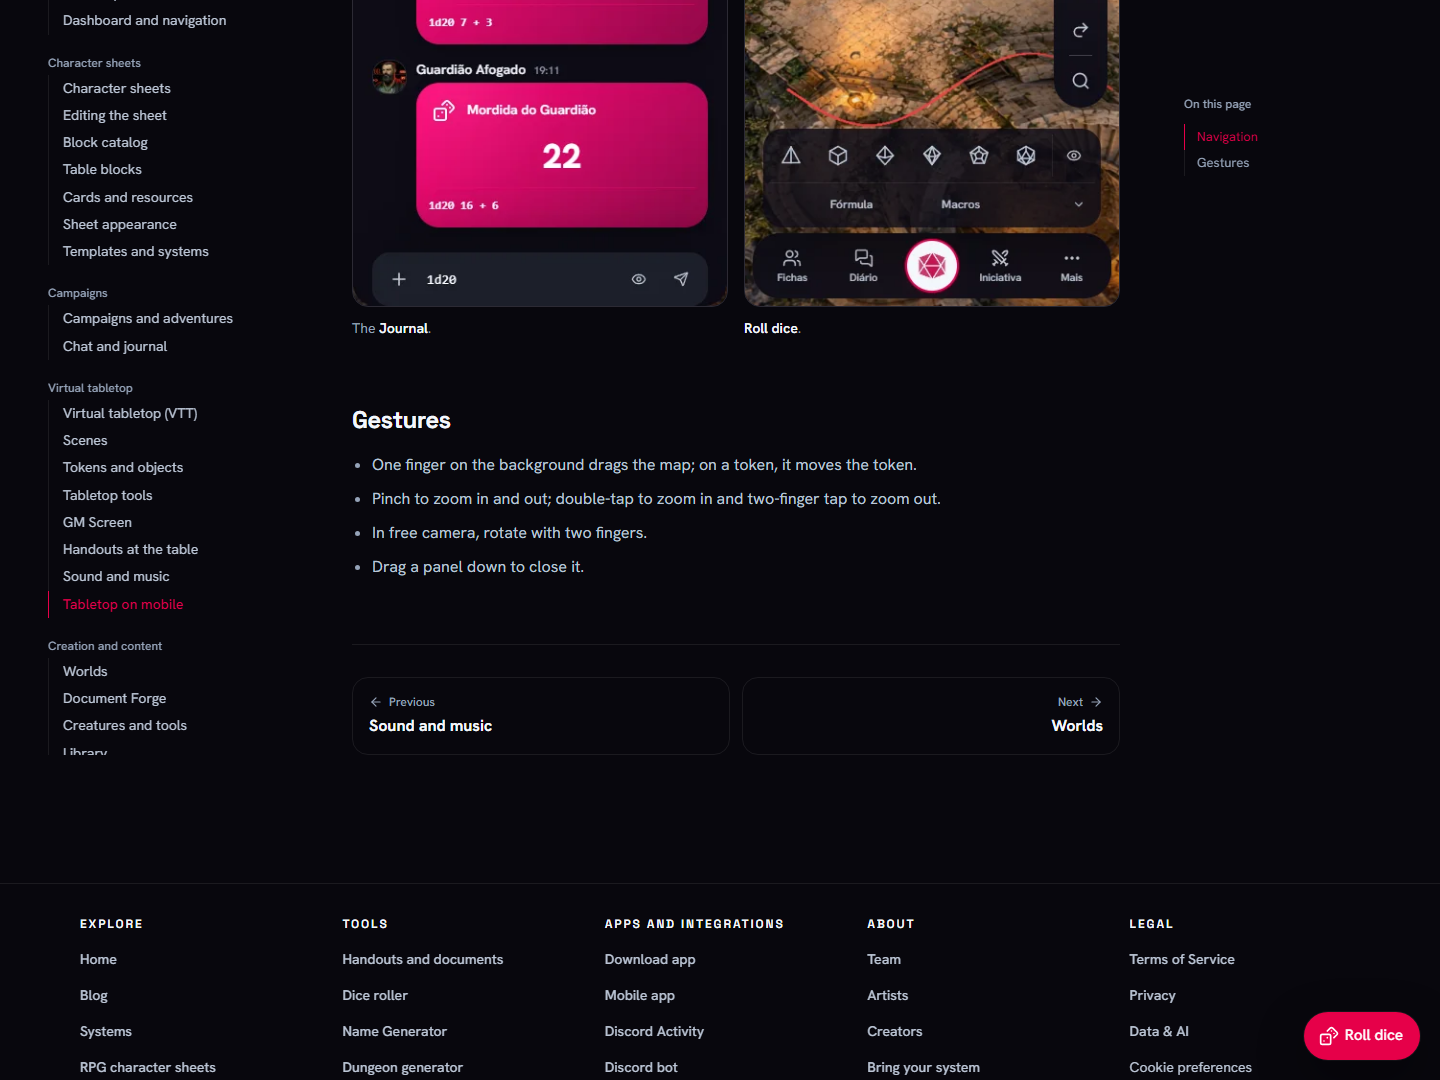 Dashboard and navigation
Character sheets
Character sheets
Editing the sheet
Block catalog
Table blocks
Cards and resources
Sheet appearance
Templates and systems
Campaigns
Campaigns and adventures
Chat and journal
Virtual tabletop
Virtual tabletop (VTT)
Scenes
Tokens and objects
Tabletop tools
GM Screen
Handouts at the table
Sound and music
Tabletop on mobile
Creation and content
Worlds
Document Forge
Creatures and tools
Library
1d20 7 + 3
Guardião Afogado 19:11
Mordida do Guardião
22
1d20 16 + 6
1d20
The Journal.
Fórmula Macros
Fichas Diário Iniciativa Mais
Roll dice.
Gestures
• One finger on the background drags the map; on a token, it moves the token.
• Pinch to zoom in and out; double-tap to zoom in and two-finger tap to zoom out.
• In free camera, rotate with two fingers.
• Drag a panel down to close it.
← Previous
Sound and music
Next →
Worlds
On this page
Navigation
Gestures
EXPLORE
Home
Blog
Systems
RPG character sheets
TOOLS
Handouts and documents
Dice roller
Name Generator
Dungeon generator
APPS AND INTEGRATIONS
Download app
Mobile app
Discord Activity
Discord bot
ABOUT
Team
Artists
Creators
Bring your system
LEGAL
Terms of Service
Privacy
Data & AI
Cookie preferences
Roll dice